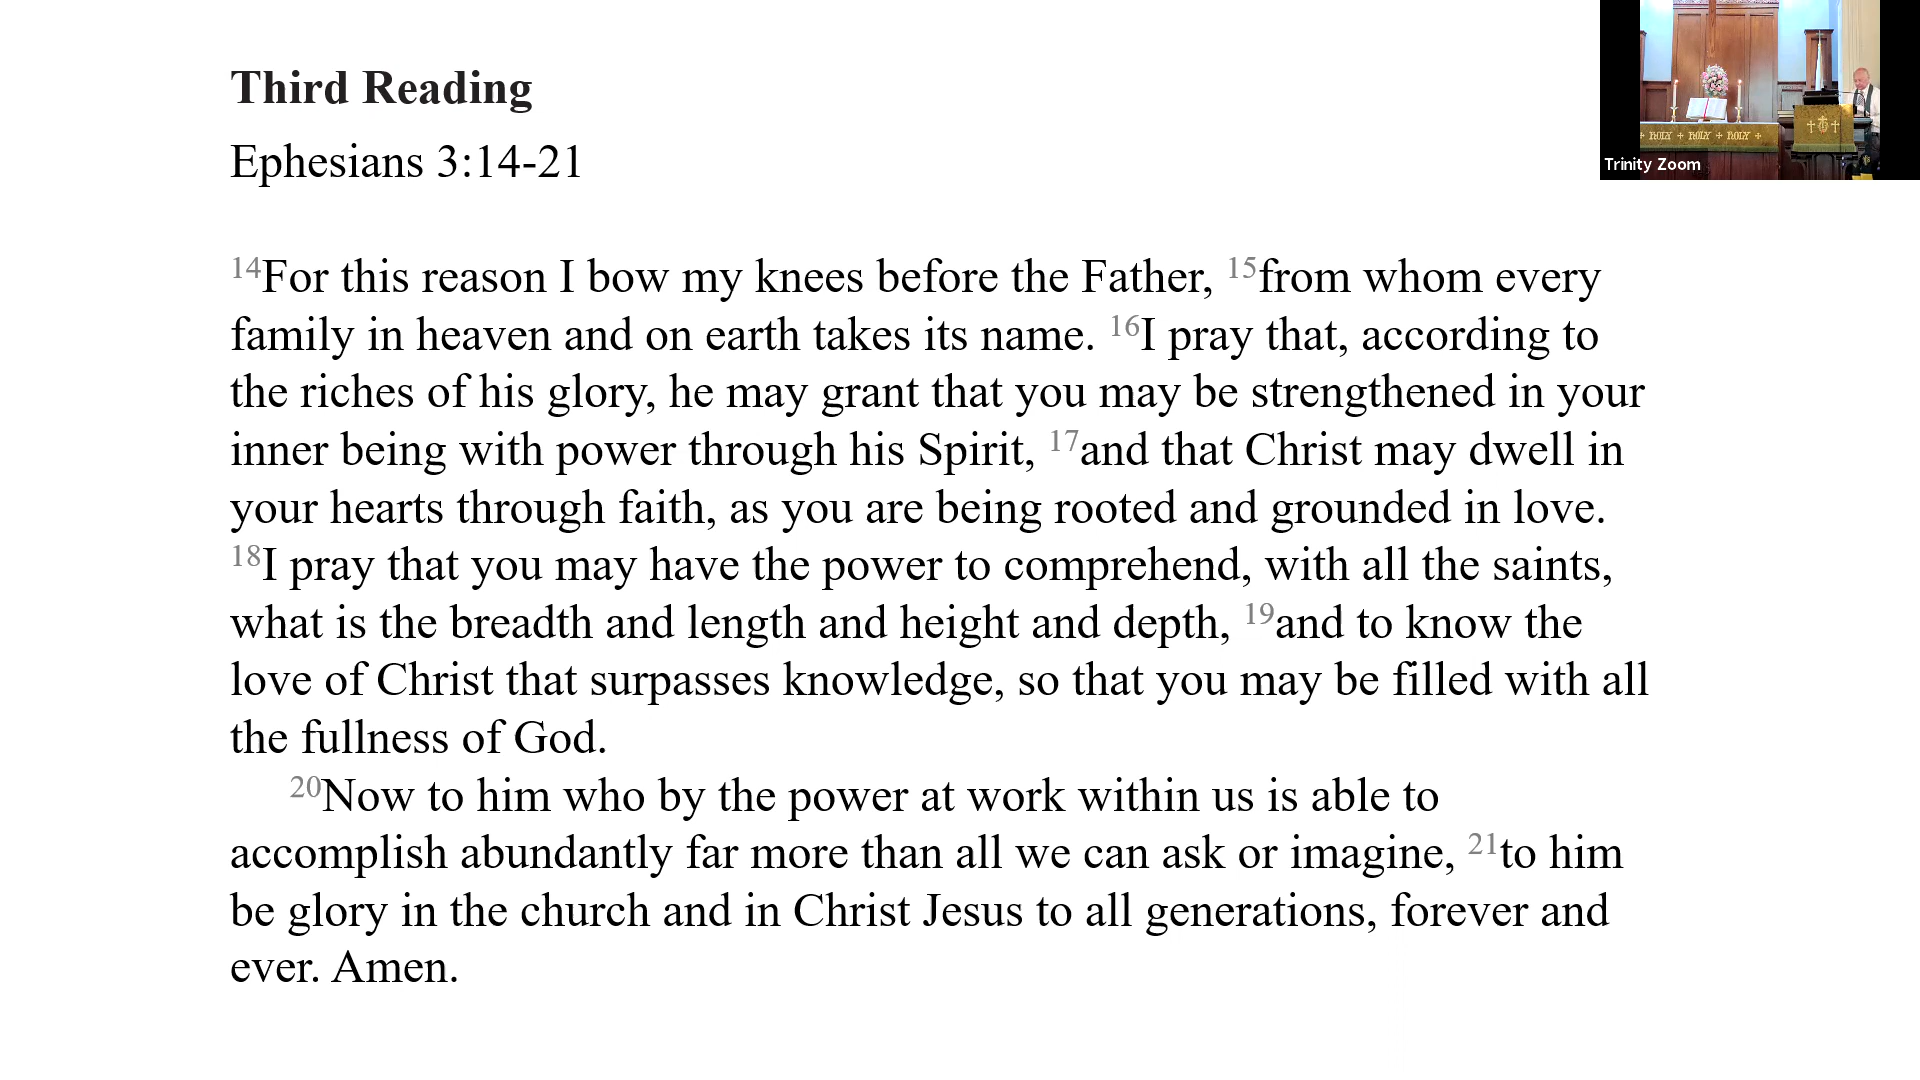 Third Reading
Ephesians 3:14-21
14For this reason I bow my knees before the Father, 15from whom every
family in heaven and on earth takes its name. 16I pray that, according to
the riches of his glory, he may grant that you may be strengthened in your
inner being with power through his Spirit, 17and that Christ may dwell in
your hearts through faith, as you are being rooted and grounded in love.
18I pray that you may have the power to comprehend, with all the saints,
what is the breadth and length and height and depth, 19and to know the
love of Christ that surpasses knowledge, so that you may be filled with all
the fullness of God.
20Now to him who by the power at work within us is able to
accomplish abundantly far more than all we can ask or imagine, 21to him
be glory in the church and in Christ Jesus to all generations, forever and
ever. Amen.
HOLY + HOLY + HOLY
Trinity Zoom